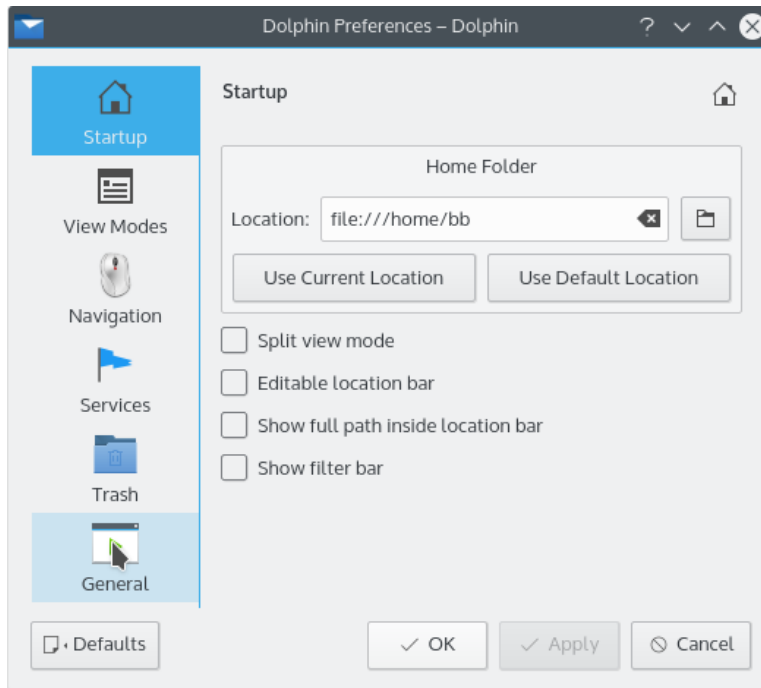 Dolphin Preferences – Dolphin
Startup
View Modes
Navigation
Services
Trash
General
Startup
Home Folder
Location: file:///home/bb
Use Current Location Use Default Location
Split view mode
Editable location bar
Show full path inside location bar
Show filter bar
Defaults OK Apply Cancel